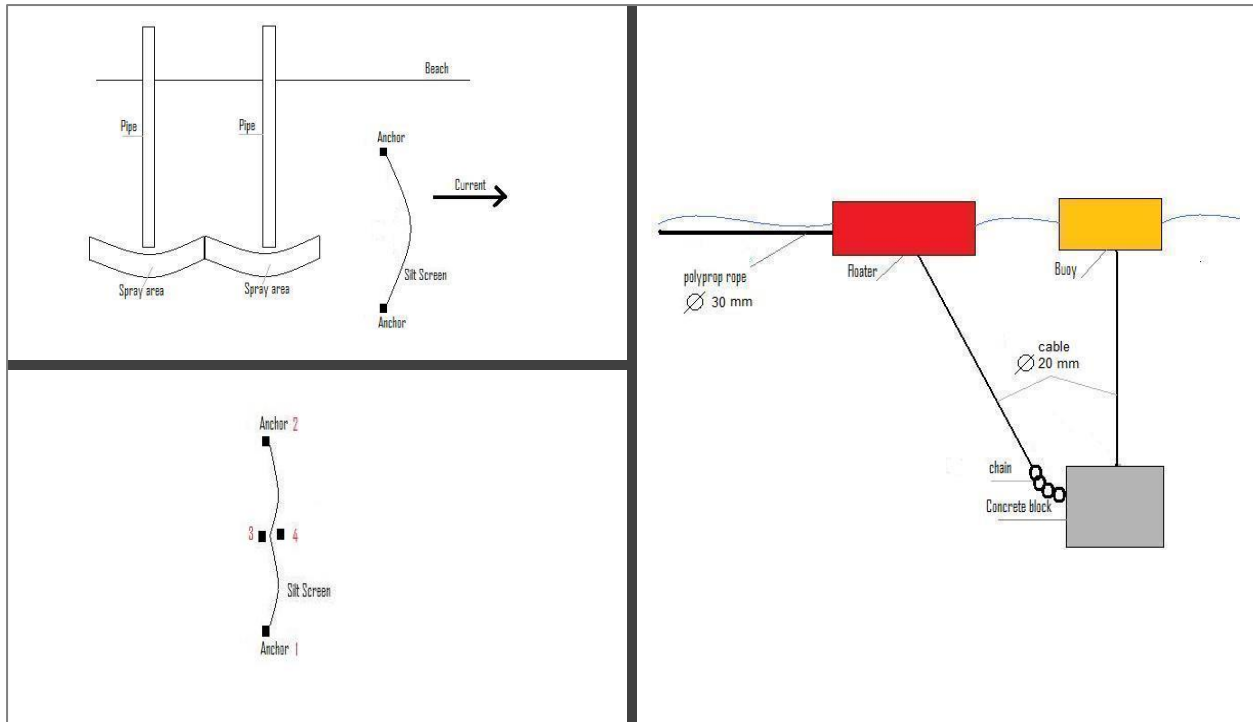 Beach
Pipe
Pipe
Anchor
Current
Silt Screen
Spray area
Spray area
Anchor
Anchor 2
3
4
Silt Screen
Anchor 1
polyprop rope
Ø 30 mm
Floater
Buoy
cable
Ø 20 mm
chain
Concrete block